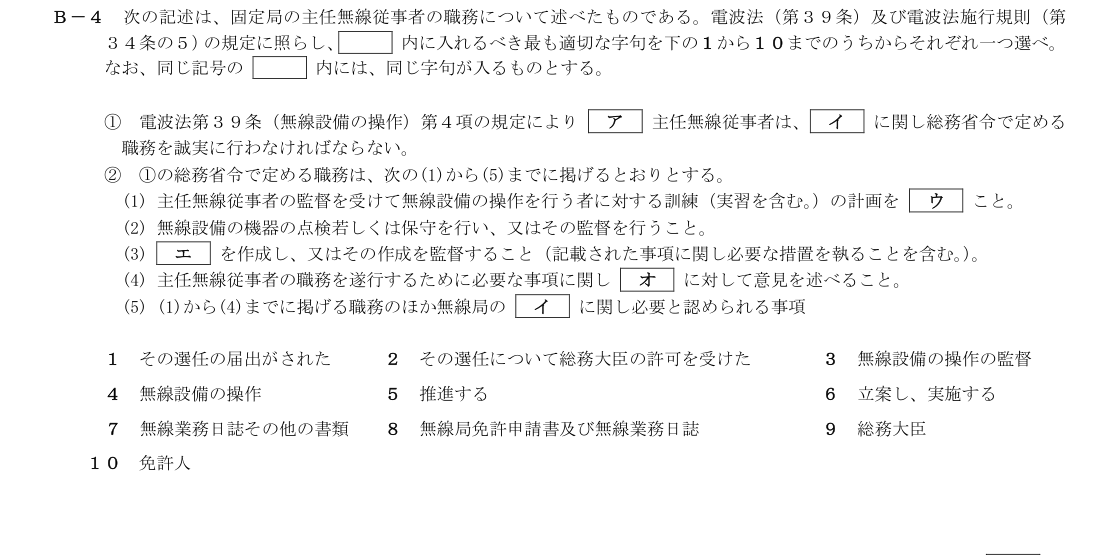 Ｂ－４　次の記述は、固定局の主任無線従事者の職務について述べたものである。電波法（第３９条）及び電波法施行規則（第
３４条の５）の規定に照らし、　　　内に入れるべき最も適切な字句を下の１から１０までのうちからそれぞれ一つ選べ。
なお、同じ記号の　　　内には、同じ字句が入るものとする。
①　電波法第３９条（無線設備の操作）第４項の規定により　ア　主任無線従事者は、　イ　に関し総務省令で定める
職務を誠実に行わなければならない。
②　①の総務省令で定める職務は、次の(1)から(5)までに掲げるとおりとする。
(1) 主任無線従事者の監督を受けて無線設備の操作を行う者に対する訓練（実習を含む。）の計画を　ウ　こと。
(2) 無線設備の機器の点検若しくは保守を行い、又はその監督を行うこと。
(3) 　エ　を作成し、又はその作成を監督すること（記載された事項に関し必要な措置を執ることを含む。）。
(4) 主任無線従事者の職務を遂行するために必要な事項に関し　オ　に対して意見を述べること。
(5) (1)から(4)までに掲げる職務のほか無線局の　イ　に関し必要と認められる事項
１　その選任の届出がされた　　２　その選任について総務大臣の許可を受けた　　３　無線設備の操作の監督
４　無線設備の操作　　５　推進する　　６　立案し、実施する
７　無線業務日誌その他の書類　　８　無線局免許申請書及び無線業務日誌　　９　総務大臣
１０　免許人